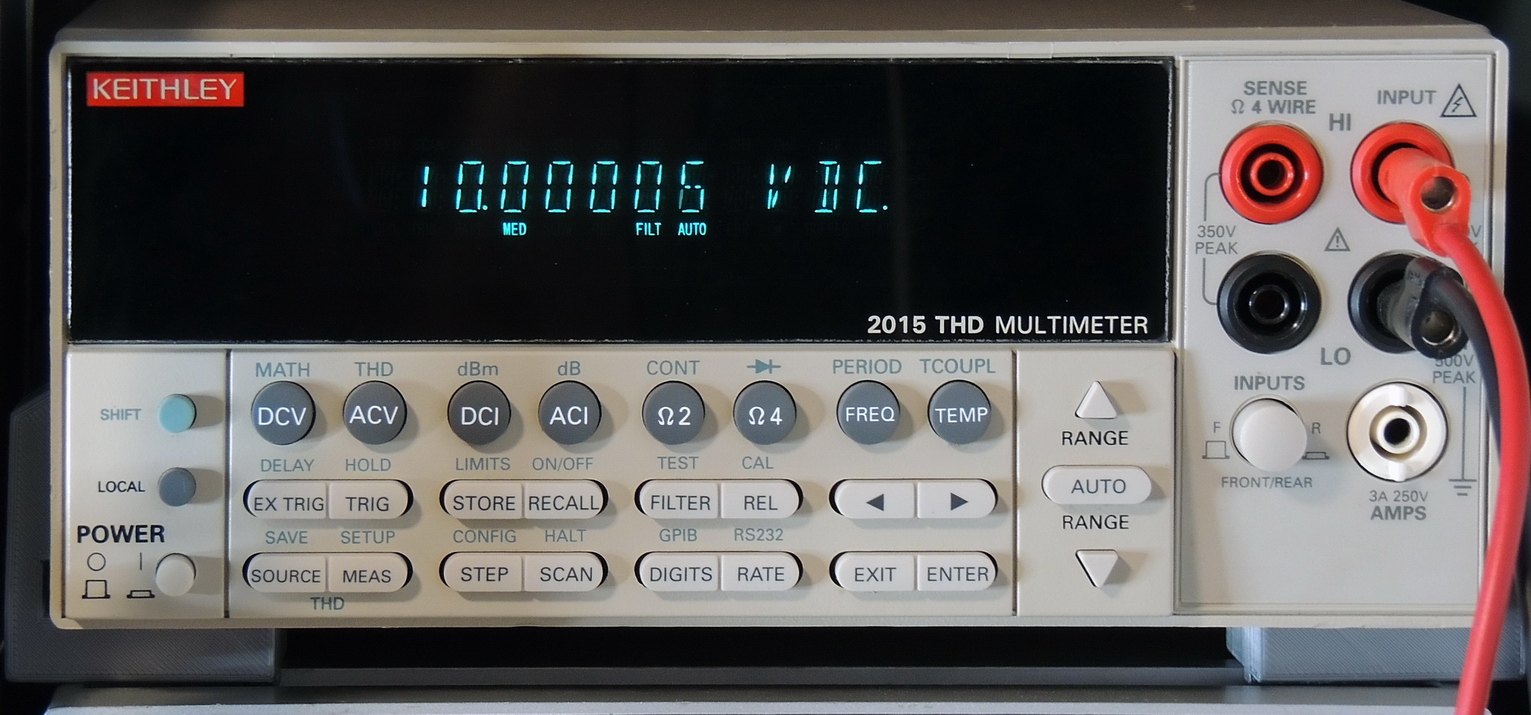 KEITHLEY
10.00006 VDC.
MED FILT AUTO
2015 THD MULTIMETER
SENSE
Ω 4 WIRE
INPUT
HI
350V
PEAK
LO
500V
PEAK
INPUTS
F R
FRONT/REAR
3A 250V
AMPS
SHIFT
LOCAL
POWER
MATH THD dBm dB CONT PERIOD TCOUPL
DCV ACV DCI ACI Ω2 Ω4 FREQ TEMP
DELAY HOLD LIMITS ON/OFF TEST CAL
EX TRIG TRIG STORE RECALL FILTER REL
SAVE SETUP CONFIG HALT GPIB RS232
SOURCE MEAS STEP SCAN DIGITS RATE EXIT ENTER
THD
RANGE
AUTO
RANGE